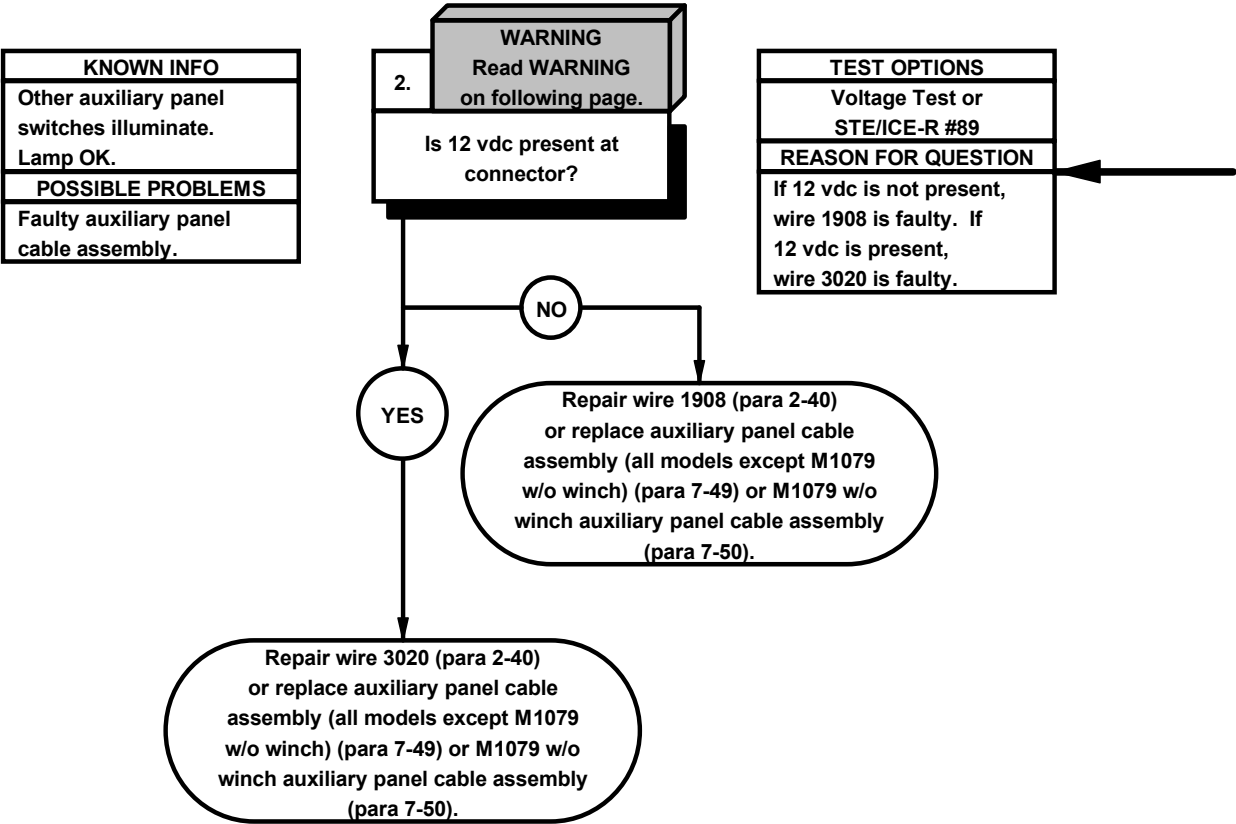 KNOWN INFO
Other auxiliary panel
switches illuminate.
Lamp OK.
POSSIBLE PROBLEMS
Faulty auxiliary panel
cable assembly.
WARNING
Read WARNING
on following page.
2.
Is 12 vdc present at
connector?
TEST OPTIONS
Voltage Test or
STE/ICE-R #89
REASON FOR QUESTION
If 12 vdc is not present,
wire 1908 is faulty.  If
12 vdc is present,
wire 3020 is faulty.
NO
YES
Repair wire 1908 (para 2-40)
or replace auxiliary panel cable
assembly (all models except M1079
w/o winch) (para 7-49) or M1079 w/o
winch auxiliary panel cable assembly
(para 7-50).
Repair wire 3020 (para 2-40)
or replace auxiliary panel cable
assembly (all models except M1079
w/o winch) (para 7-49) or M1079 w/o
winch auxiliary panel cable assembly
(para 7-50).